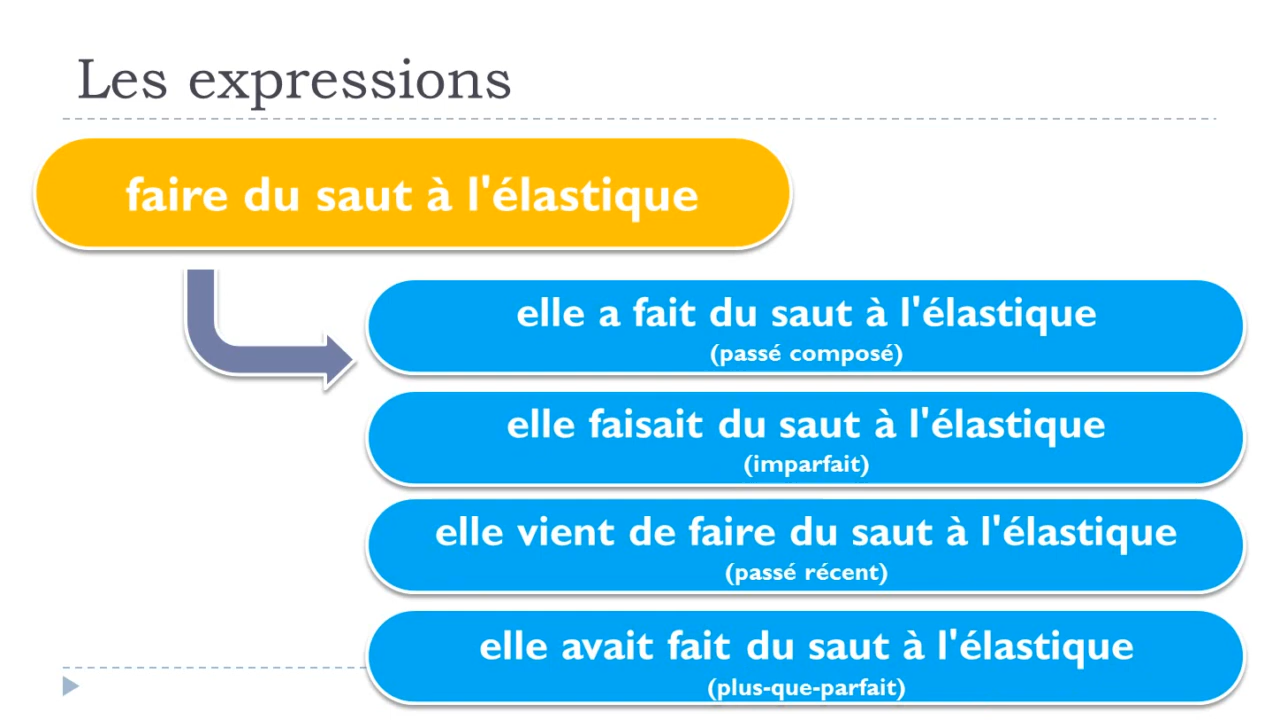 Les expressions
faire du saut à l'élastique
elle a fait du saut à l'élastique
(passé composé)
elle faisait du saut à l'élastique
(imparfait)
elle vient de faire du saut à l'élastique
(passé récent)
elle avait fait du saut à l'élastique
(plus-que-parfait)